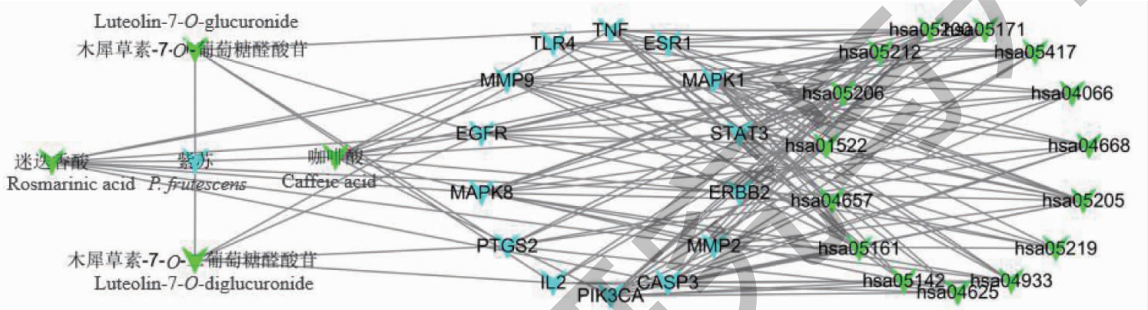 Luteolin-7-O-glucuronide
木犀草素-7-O-葡萄糖醛酸苷
迷迭香酸
Rosmarinic acid
紫苏
P. frutescens
咖啡酸
Caffeic acid
木犀草素-7-O-二葡萄糖醛酸苷
Luteolin-7-O-diglucuronide
TNF
TLR4
ESR1
MMP9
MAPK1
EGFR
STAT3
MAPK8
ERBB2
PTGS2
MMP2
IL2
CASP3
PIK3CA
hsa05200
hsa05171
hsa05212
hsa05417
hsa05206
hsa04066
hsa01522
hsa04668
hsa04657
hsa05205
hsa05161
hsa05219
hsa05142
hsa04933
hsa04625